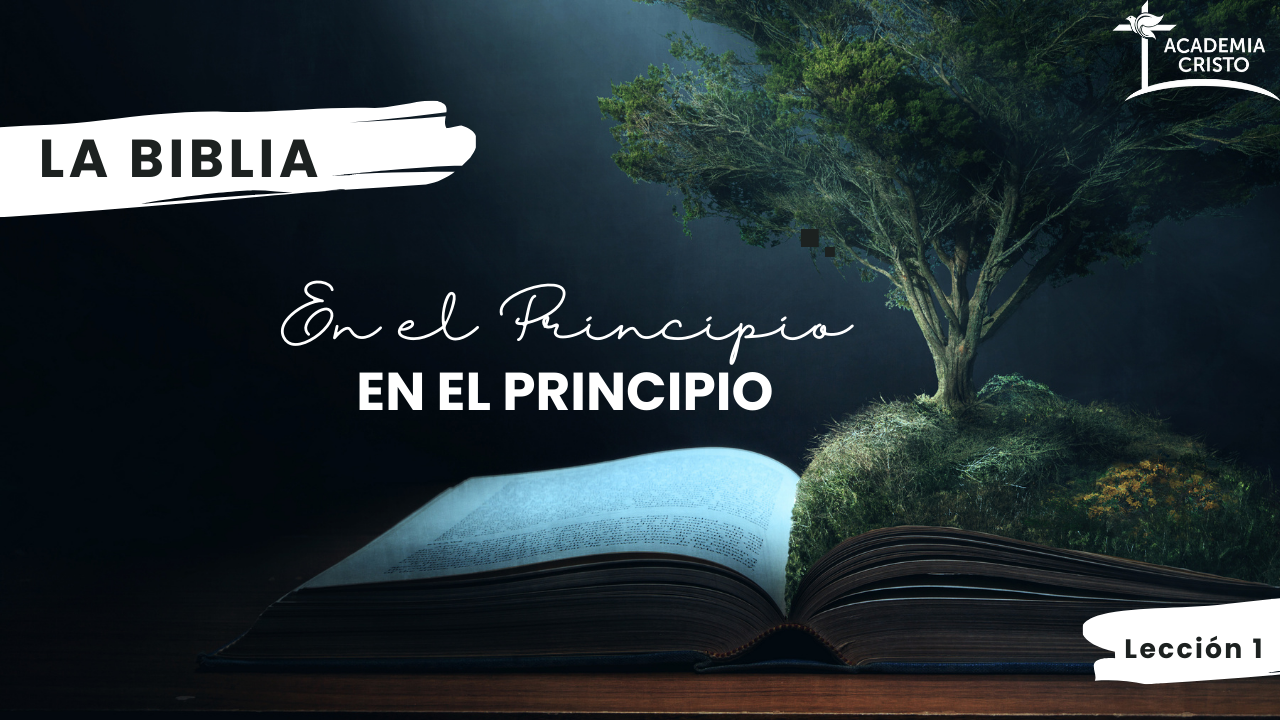 ACADEMIA
CRISTO
LA BIBLIA
En el Principio
EN EL PRINCIPIO
Lección 1